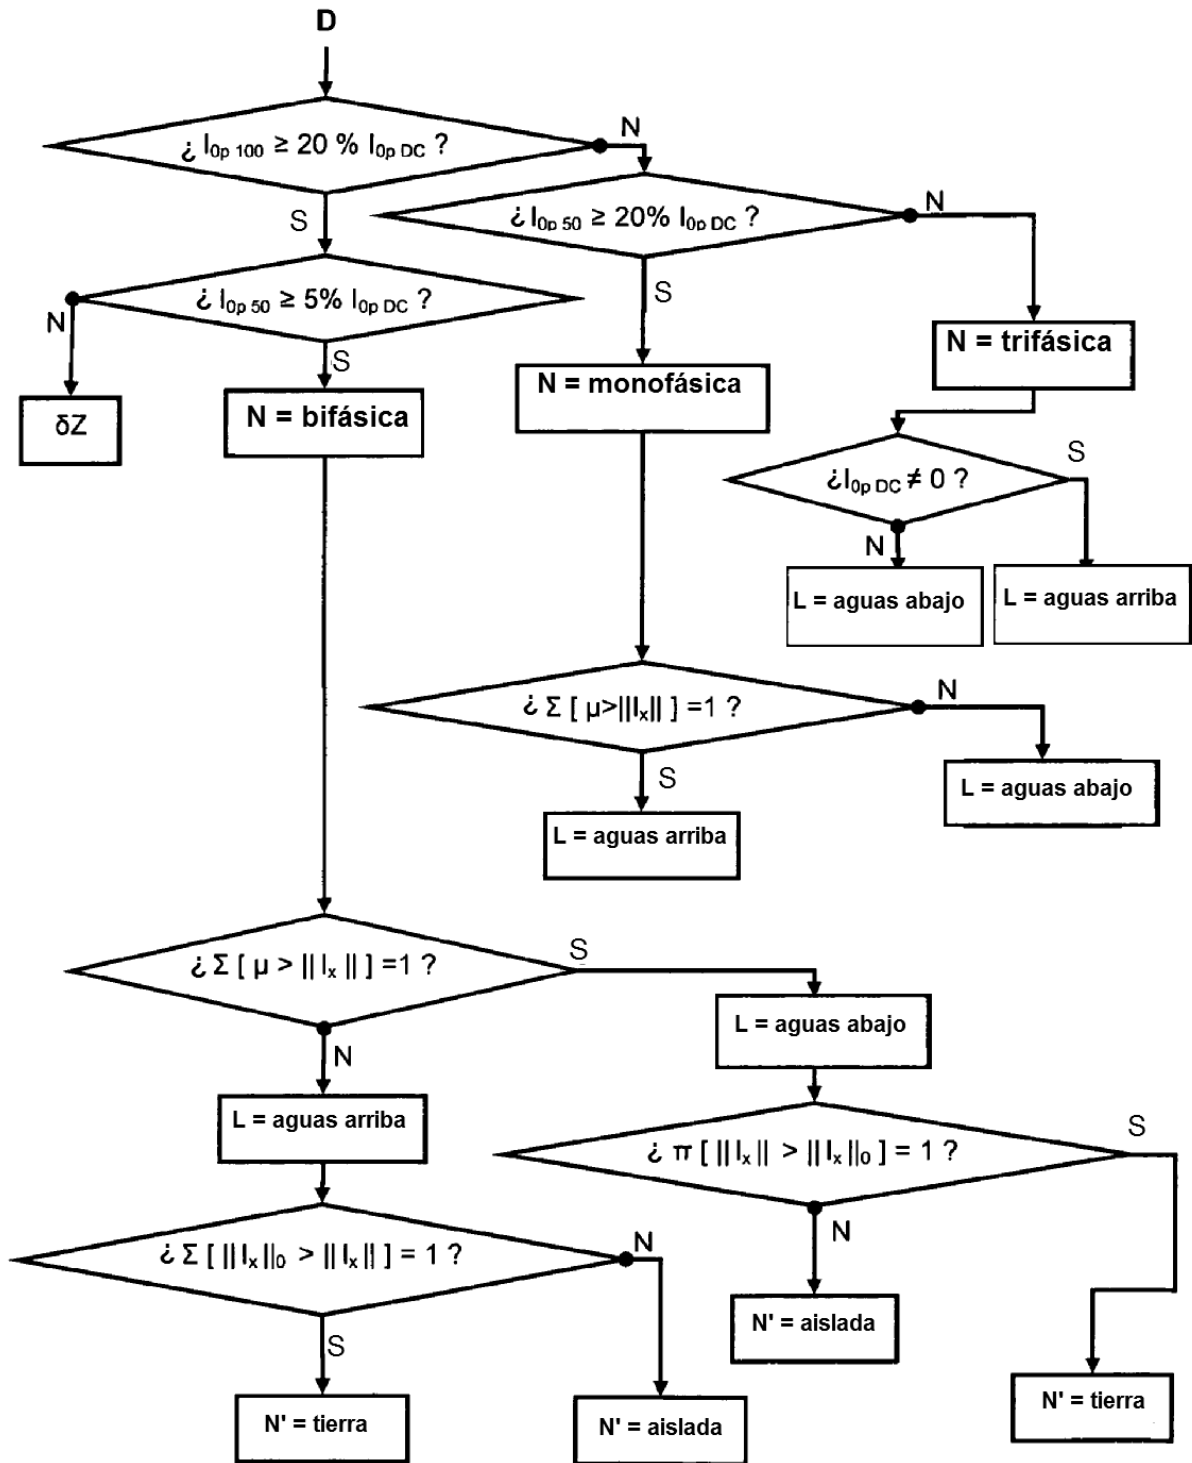 D
¿ I0p 100 ≥ 20 % I0p DC ?
N
S
¿ I0p 50 ≥ 20% I0p DC ?
N
S
¿ I0p 50 ≥ 5% I0p DC ?
N
S
δZ
N = bifásica
N = monofásica
N = trifásica
¿I0p DC ≠ 0 ?
S
N
L = aguas abajo
L = aguas arriba
¿ Σ [ µ>||Ix|| ] =1 ?
N
S
L = aguas abajo
L = aguas arriba
¿ Σ [ µ > || Ix || ] =1 ?
S
N
L = aguas abajo
L = aguas arriba
¿ π [ || Ix || > || Ix ||0 ] = 1 ?
S
N
¿ Σ [ || Ix ||0 > || Ix || ] = 1 ?
N
S
N' = aislada
N' = tierra
N' = tierra
N' = aislada